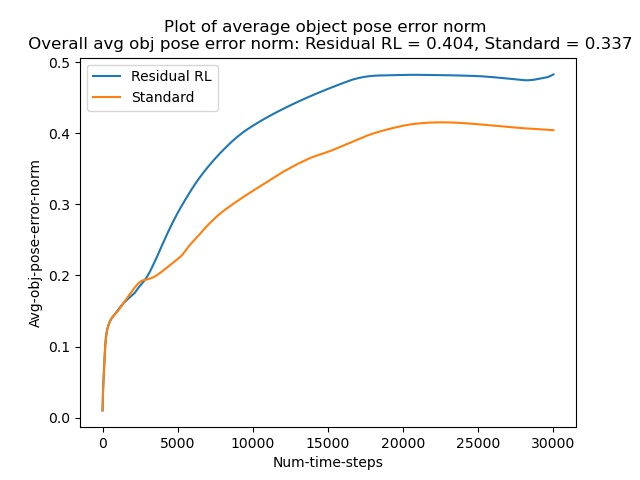 Plot of average object pose error norm
Overall avg obj pose error norm: Residual RL = 0.404, Standard = 0.337
Residual RL
Standard
Avg-obj-pose-error-norm
0.5
0.4
0.3
0.2
0.1
0.0
0 5000 10000 15000 20000 25000 30000
Num-time-steps